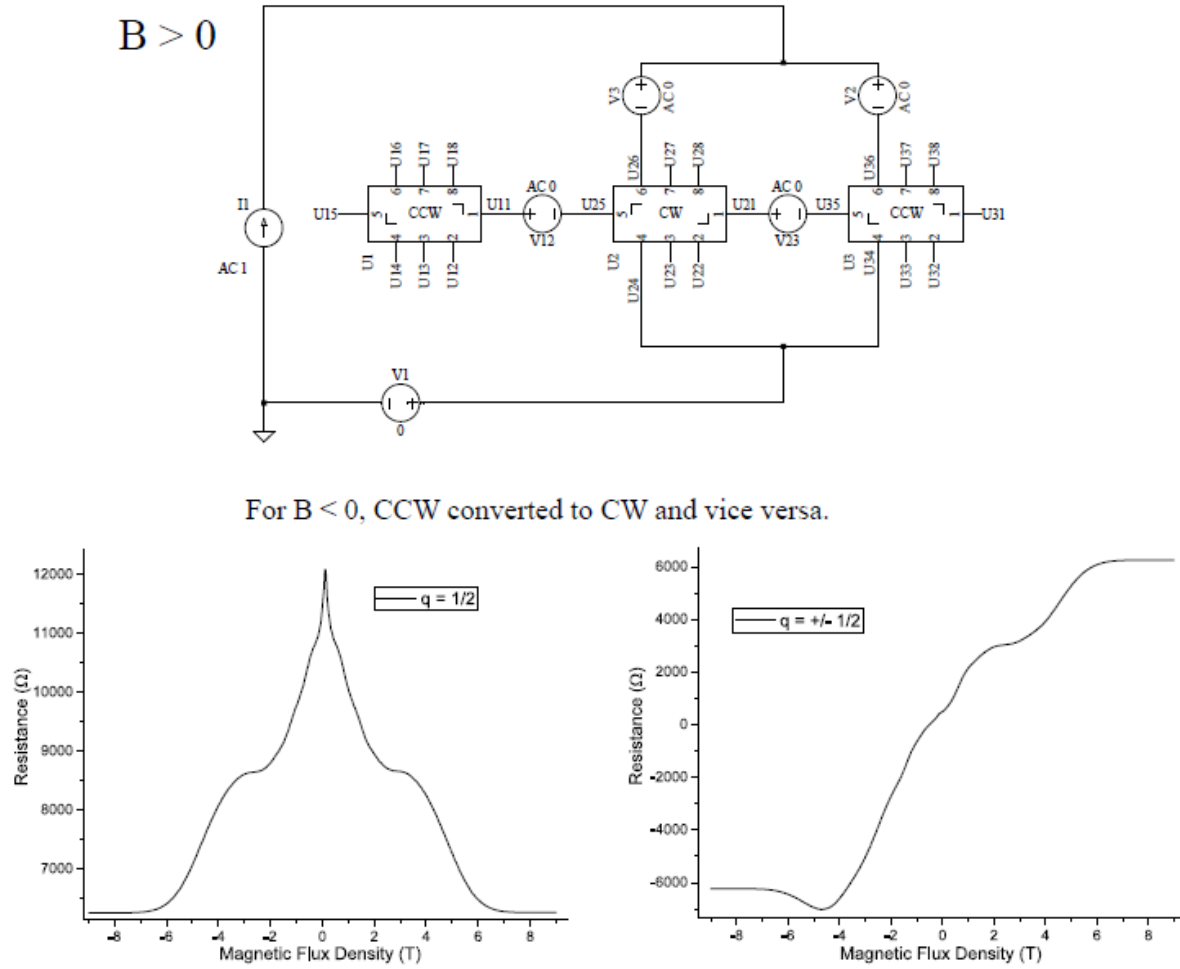 B > 0
V3
AC 0
V2
AC 0
I1
AC 1
U16
U17
U18
U26
U27
U28
U36
U37
U38
AC 0
AC 0
6
7
8
6
7
8
6
7
8
U15
5
CCW
1
U11
U25
5
CW
1
U21
U35
5
CCW
1
U31
4
3
2
4
3
2
4
3
2
V12
V23
U1
U14
U13
U12
U2
U24
U23
U22
U3
U34
U33
U32
V1
0
For B < 0, CCW converted to CW and vice versa.
12000
11000
10000
9000
8000
7000
Resistance (Ω)
q = 1/2
-8 -6 -4 -2 0 2 4 6 8
Magnetic Flux Density (T)
6000
4000
2000
0
-2000
-4000
-6000
Resistance (Ω)
q = +/- 1/2
-8 -6 -4 -2 0 2 4 6 8
Magnetic Flux Density (T)